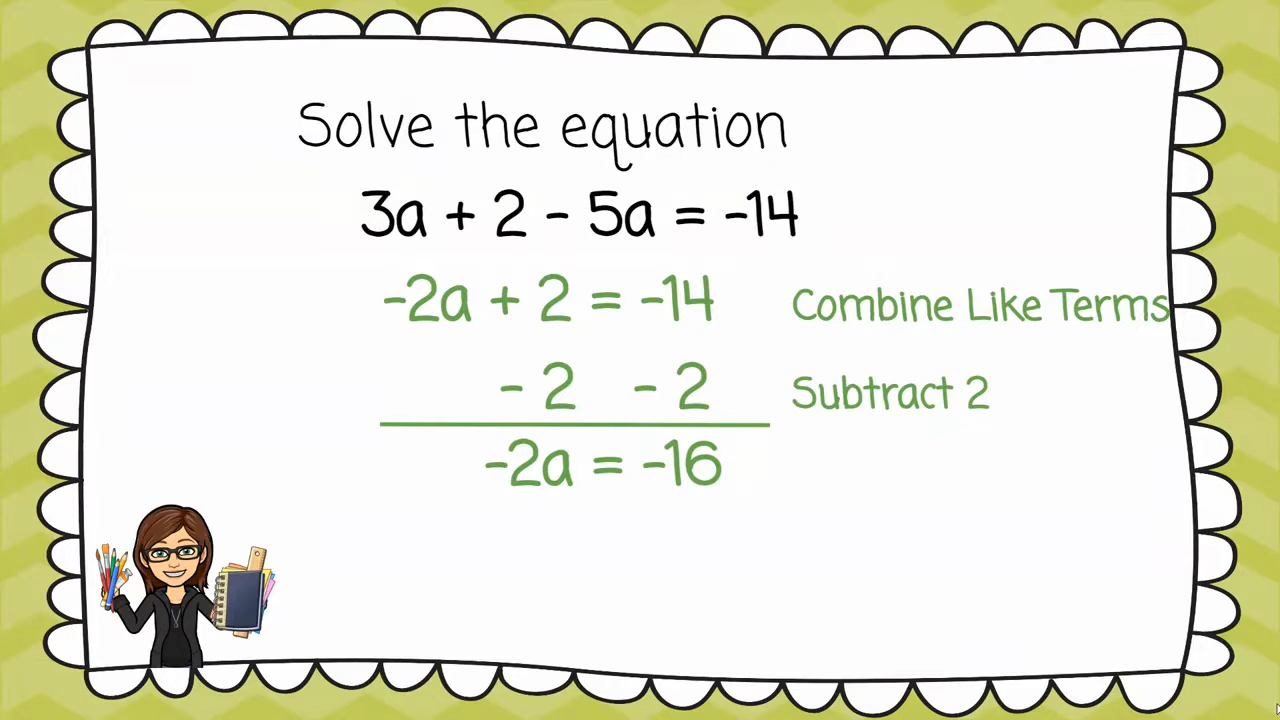 Solve the equation
3a + 2 - 5a = -14
-2a + 2 = -14 Combine Like Terms
- 2 - 2 Subtract 2
-2a = -16